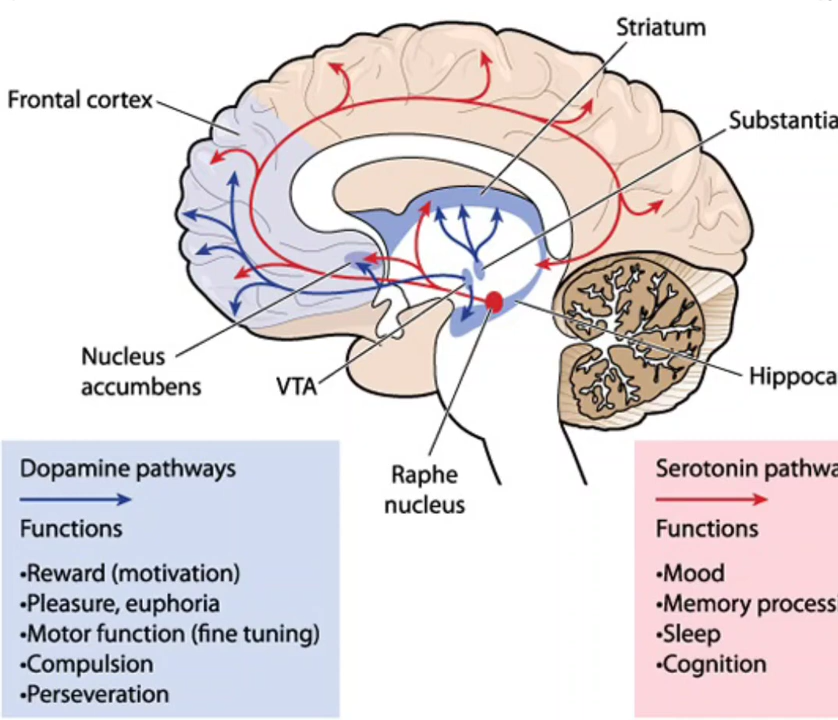 Striatum
Frontal cortex
Substantia
Nucleus
accumbens
VTA
Hippoca
Raphe
nucleus
Dopamine pathways
Functions
•Reward (motivation)
•Pleasure, euphoria
•Motor function (fine tuning)
•Compulsion
•Perseveration
Serotonin pathwa
Functions
•Mood
•Memory processi
•Sleep
•Cognition